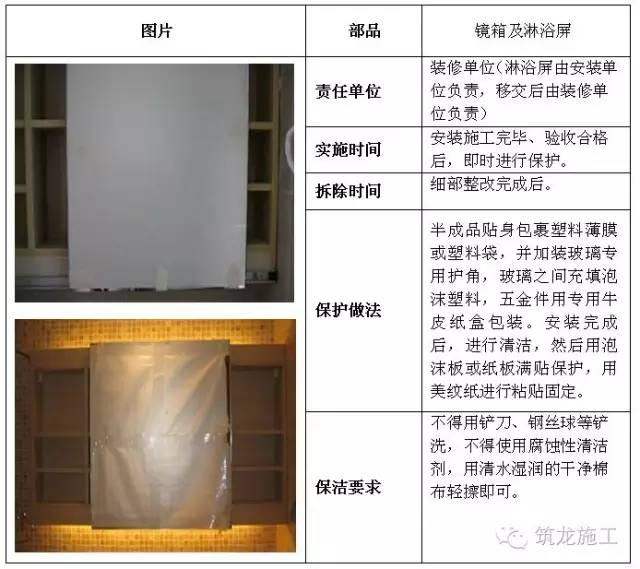 图片 部品 镜箱及淋浴屏
责任单位
装修单位(淋浴屏由安装单
位负责，移交后由装修单
位负责)
实施时间
安装施工完毕、验收合格
后，即时进行保护。
拆除时间
细部整改完成后。
保护做法
半成品贴身包裹塑料薄膜
或塑料袋，并加装玻璃专
用护角，玻璃之间充填泡
沫塑料，五金件用专用牛
皮纸盒包装。安装完成
后，进行清洁，然后用泡
沫板或纸板满贴保护，用
美纹纸进行粘贴固定。
保洁要求
不得用铲刀、钢丝球等铲
洗，不得使用腐蚀性清洁
剂，用清水湿润的干净棉
布轻擦即可。
筑龙施工